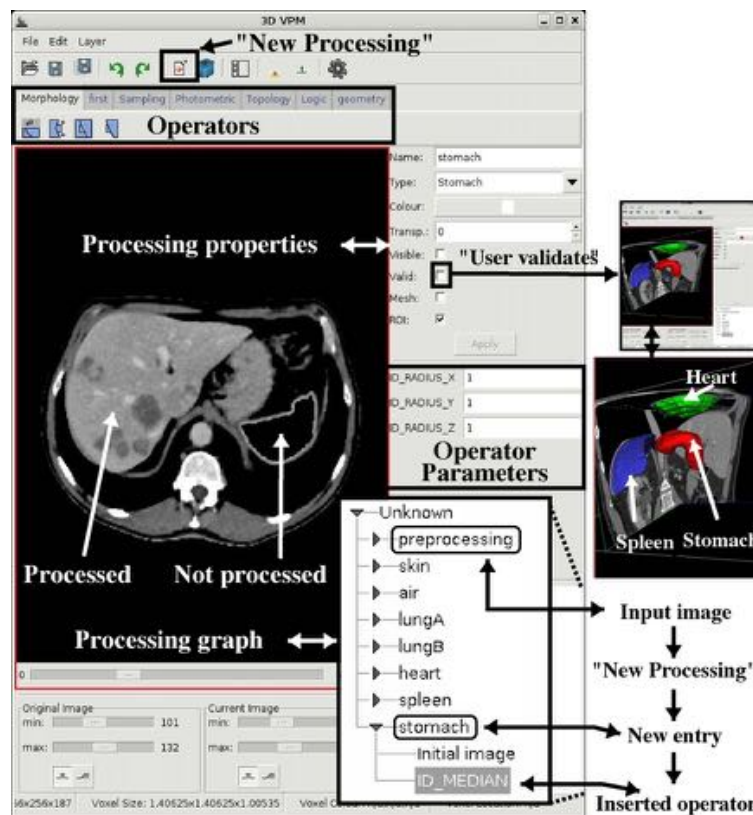 3D VPM
File Edit Layer
"New Processing"
Morphology first Sampling Photometric Topology Logic geometry
Operators
Name: stomach
Type: Stomach
Colour:
Transp.: 0
Processing properties
Visible:
"User validates"
Valid:
Mesh:
ROI:
Apply
Heart
ID_RADIUS_X 1
ID_RADIUS_Y 1
ID_RADIUS_Z 1
Operator
Parameters
Spleen Stomach
Processed
Not processed
Unknown
preprocessing
skin
air
lungA
lungB
heart
spleen
stomach
Initial image
ID_MEDIAN
Input image
"New Processing"
New entry
Inserted operator
Processing graph
0
Original Image
min: 101
max: 132
Current Image
min:
max:
56x256x187 Voxel Size: 1.40625x1.40625x1.00535